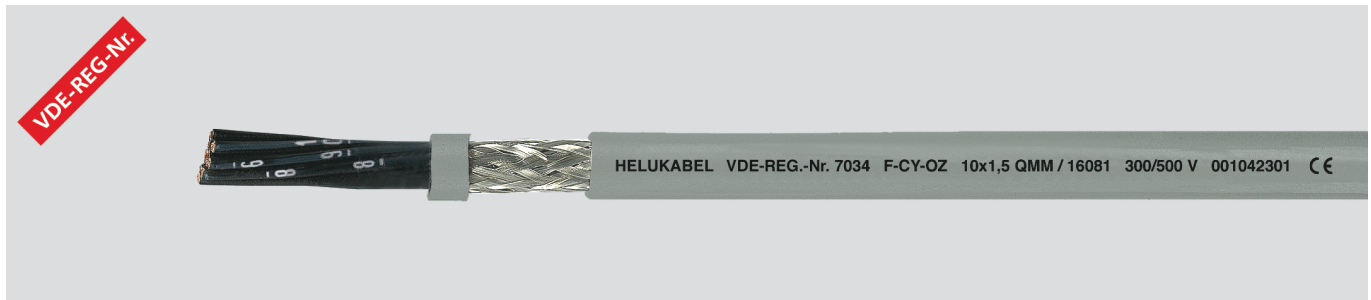 VDE-REG-Nr.
HELUKABEL VDE-REG.-Nr. 7034 F-CY-OZ 10x1,5 QMM / 16081 300/500 V 001042301 CE